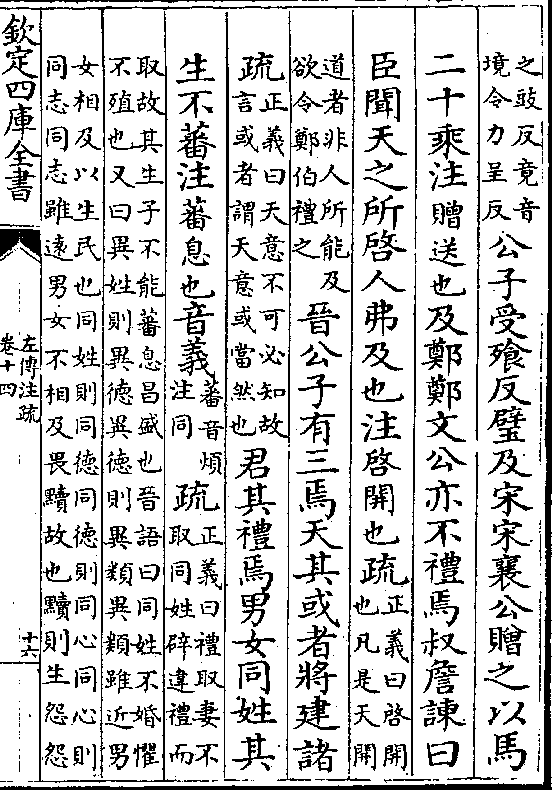 之豉反竟音
境令力呈反
公子受飱反璧及宋宋襄公贈之以馬
二十乘注贈送也及鄭鄭文公亦不禮焉叔詹諫曰
臣聞天之所啓人弗及也注啓開也疏
正義曰啓開
也凡是天開
道者非人所能及
欲令鄭伯禮之
晉公子有三焉天其或者將建諸
疏
正義曰天意不可必知故
言或者謂天意或當然也
君其禮焉男女同姓其
生不蕃注蕃息也音義
蕃音煩
注同
疏
正義曰禮取妻不
取同姓辟違禮而
取故其生子不能蕃息昌盛也晉語曰同姓不婚懼
不殖也又曰異姓則異德異德則異類異類雖近男
女相及以生民也同姓則同德同德則同心同心則
同志同志雖逺男女不相及畏黷故也黷則生怨怨
欽定四庫全書
左傳注疏
卷十四
十六